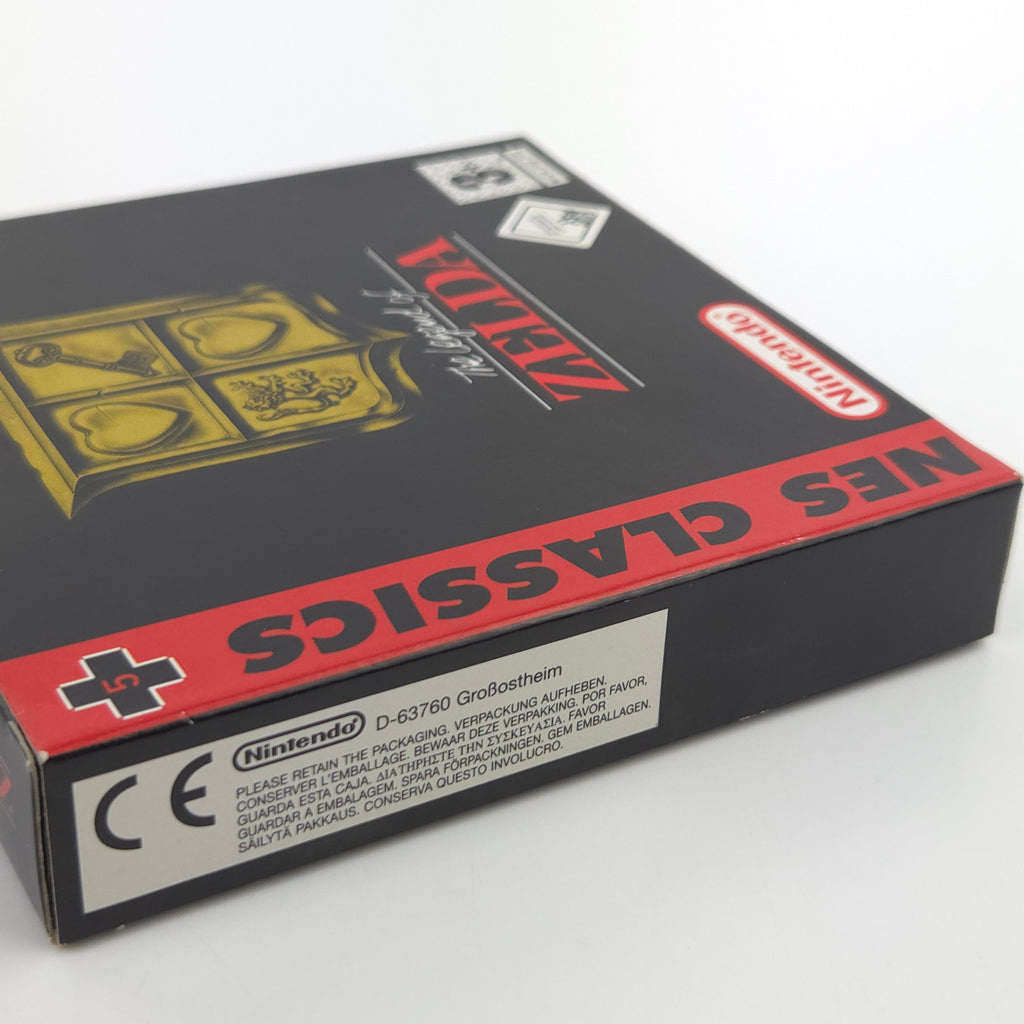 3+
The Legend of
ZELDA
Nintendo®
NES CLASSICS
5
CE
Nintendo® D-63760 Großostheim
PLEASE RETAIN THE PACKAGING. VERPACKUNG AUFHEBEN.
CONSERVER L'EMBALLAGE. BEWAAR DEZE VERPAKKING. POR FAVOR,
GUARDA ESTA CAJA. ΔΙΑΤΗΡΗΣΤΕ ΤΗΝ ΣΥΣΚΕΥΑΣΙΑ. FAVOR
GUARDAR A EMBALAGEM. SPARA FÖRPACKNINGEN. GEM EMBALLAGEN.
SÄILYTÄ PAKKAUS. CONSERVA QUESTO INVOLUCRO.